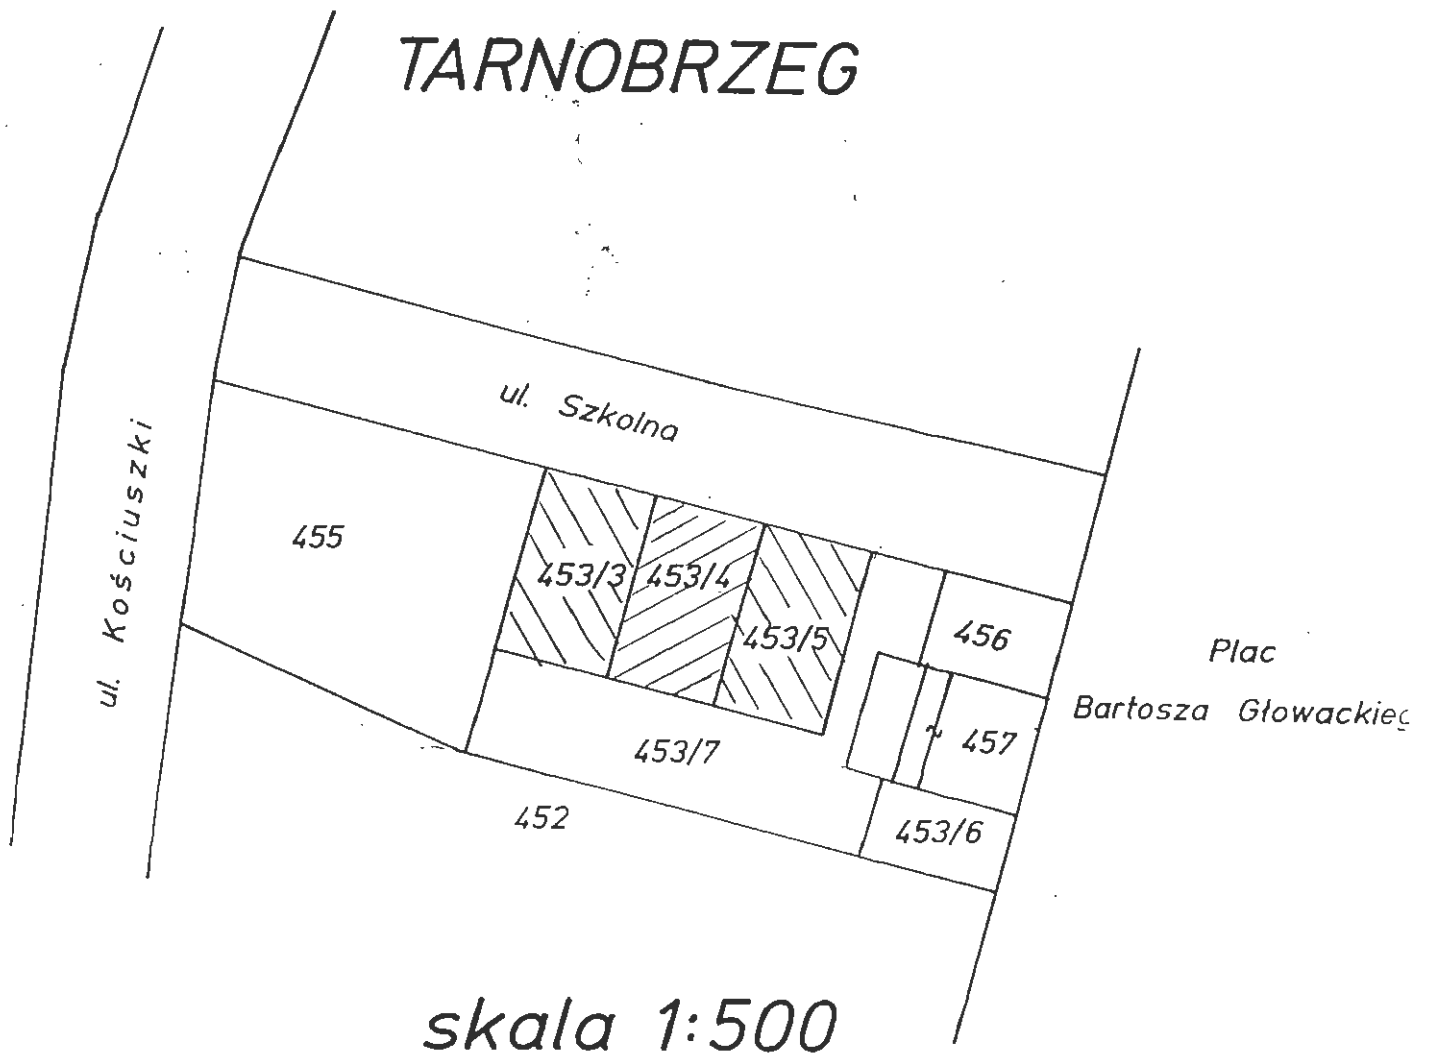 TARNOBRZEG
ul. Szkolna
ul. Kościuszki
455
453/3
453/4
453/5
456
Plac
Bartosza Głowackieg
457
453/7
453/6
452
skala 1:500